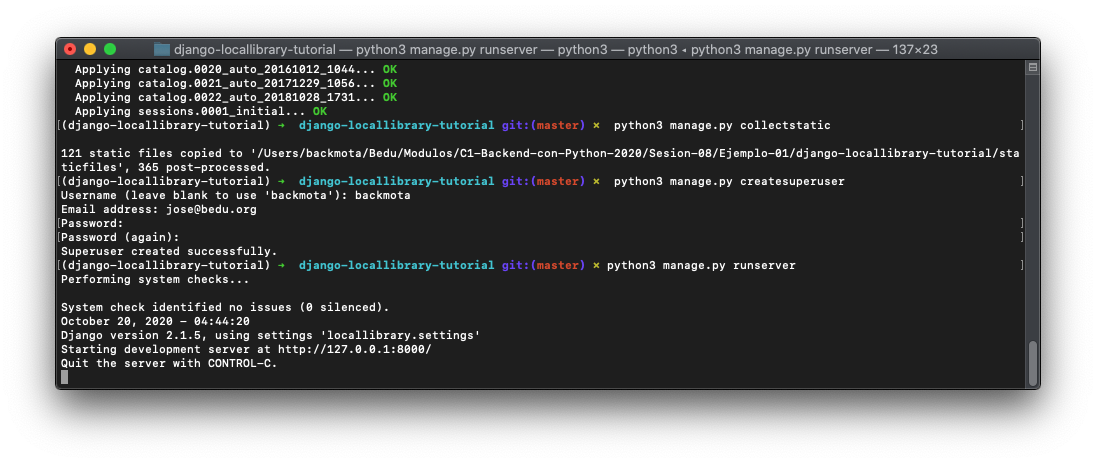 django-locallibrary-tutorial — python3 manage.py runserver — python3 — python3 ◂ python3 manage.py runserver — 137×23
Applying catalog.0020_auto_20161012_1044... OK
Applying catalog.0021_auto_20171229_1056... OK
Applying catalog.0022_auto_20181028_1731... OK
Applying sessions.0001_initial... OK
[(django-locallibrary-tutorial) → django-locallibrary-tutorial git:(master) × python3 manage.py collectstatic ]
121 static files copied to '/Users/backmota/Bedu/Modulos/C1-Backend-con-Python-2020/Sesion-08/Ejemplo-01/django-locallibrary-tutorial/sta
ticfiles', 365 post-processed.
[(django-locallibrary-tutorial) → django-locallibrary-tutorial git:(master) × python3 manage.py createsuperuser ]
Username (leave blank to use 'backmota'): backmota
Email address: jose@bedu.org
[Password: ]
[Password (again): ]
Superuser created successfully.
[(django-locallibrary-tutorial) → django-locallibrary-tutorial git:(master) × python3 manage.py runserver ]
Performing system checks...
System check identified no issues (0 silenced).
October 20, 2020 - 04:44:20
Django version 2.1.5, using settings 'locallibrary.settings'
Starting development server at http://127.0.0.1:8000/
Quit the server with CONTROL-C.